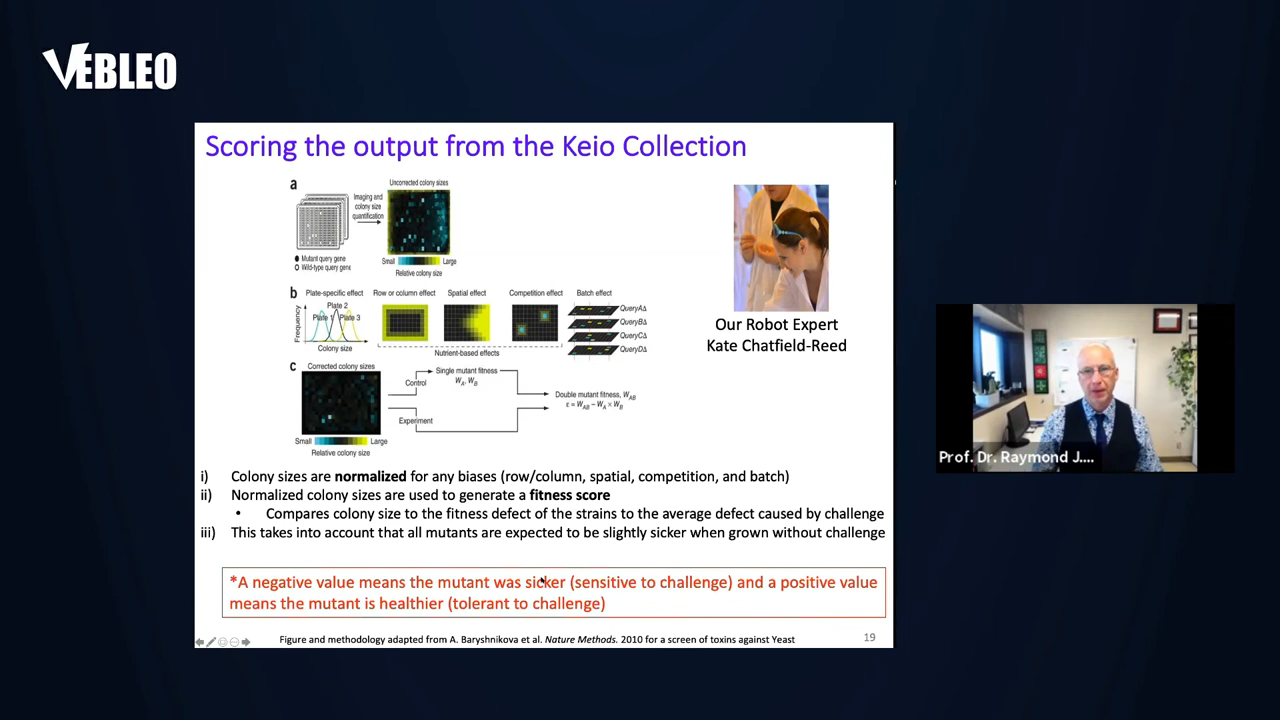 VEBLEO
Scoring the output from the Keio Collection
a
Uncorrected colony sizes
Imaging and
colony size
quantification
Mutant query gene
Wild-type query gene
Small
Large
Relative colony size
b
Plate-specific effect
Row or column effect
Spatial effect
Competition effect
Batch effect
Frequency
Plate 2
Plate 1
Plate 3
Colony size
Nutrient-based effects
QueryAΔ
QueryBΔ
QueryCΔ
QueryDΔ
c
Corrected colony sizes
Control
Experiment
Single mutant fitness
W_A, W_B
Double mutant fitness, W_AB
ε = W_AB − W_A × W_B
Small
Large
Relative colony size
Our Robot Expert
Kate Chatfield-Reed
i) Colony sizes are normalized for any biases (row/column, spatial, competition, and batch)
ii) Normalized colony sizes are used to generate a fitness score
• Compares colony size to the fitness defect of the strains to the average defect caused by challenge
iii) This takes into account that all mutants are expected to be slightly sicker when grown without challenge
*A negative value means the mutant was sicker (sensitive to challenge) and a positive value
means the mutant is healthier (tolerant to challenge)
Figure and methodology adapted from A. Baryshnikova et al. Nature Methods. 2010 for a screen of toxins against Yeast
19
Prof. Dr. Raymond J....